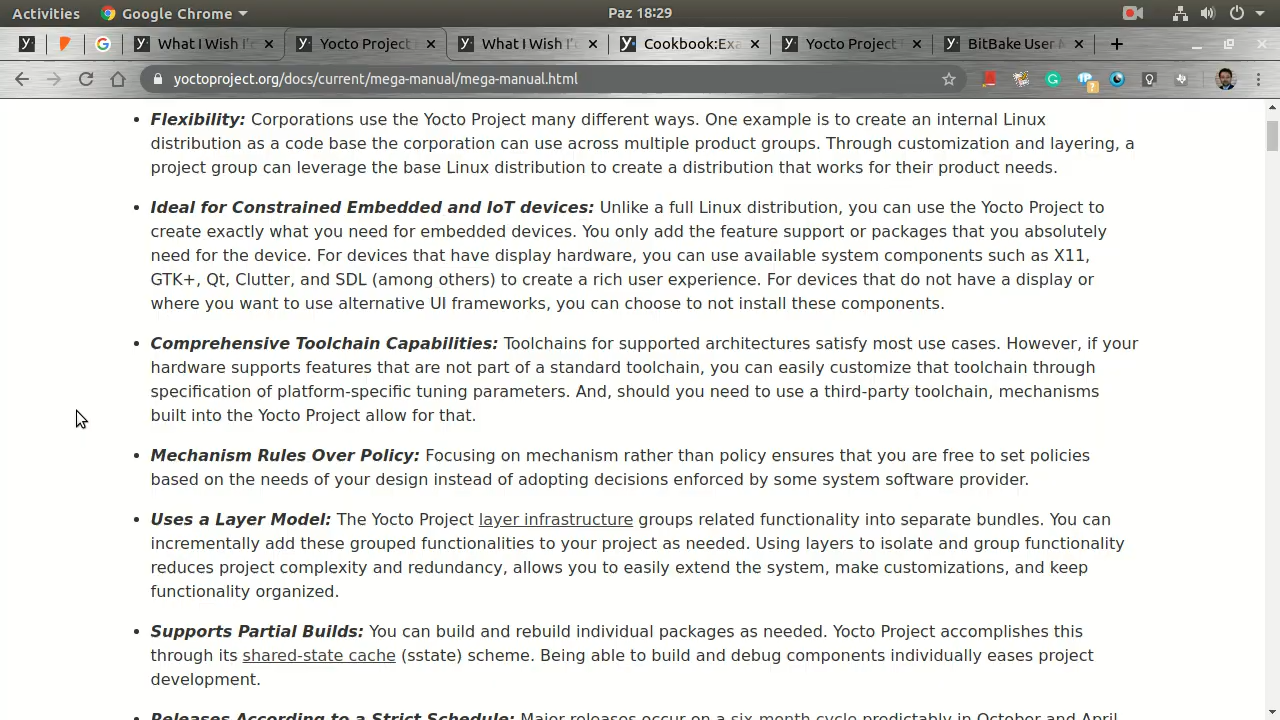 Activities Google Chrome Paz 18:29
What I Wish I' Yocto Project What I Wish I' Cookbook:Exa Yocto Project BitBake User
yoctoproject.org/docs/current/mega-manual/mega-manual.html
• Flexibility: Corporations use the Yocto Project many different ways. One example is to create an internal Linux
distribution as a code base the corporation can use across multiple product groups. Through customization and layering, a
project group can leverage the base Linux distribution to create a distribution that works for their product needs.
• Ideal for Constrained Embedded and IoT devices: Unlike a full Linux distribution, you can use the Yocto Project to
create exactly what you need for embedded devices. You only add the feature support or packages that you absolutely
need for the device. For devices that have display hardware, you can use available system components such as X11,
GTK+, Qt, Clutter, and SDL (among others) to create a rich user experience. For devices that do not have a display or
where you want to use alternative UI frameworks, you can choose to not install these components.
• Comprehensive Toolchain Capabilities: Toolchains for supported architectures satisfy most use cases. However, if your
hardware supports features that are not part of a standard toolchain, you can easily customize that toolchain through
specification of platform-specific tuning parameters. And, should you need to use a third-party toolchain, mechanisms
built into the Yocto Project allow for that.
• Mechanism Rules Over Policy: Focusing on mechanism rather than policy ensures that you are free to set policies
based on the needs of your design instead of adopting decisions enforced by some system software provider.
• Uses a Layer Model: The Yocto Project layer infrastructure groups related functionality into separate bundles. You can
incrementally add these grouped functionalities to your project as needed. Using layers to isolate and group functionality
reduces project complexity and redundancy, allows you to easily extend the system, make customizations, and keep
functionality organized.
• Supports Partial Builds: You can build and rebuild individual packages as needed. Yocto Project accomplishes this
through its shared-state cache (sstate) scheme. Being able to build and debug components individually eases project
development.
• Releases According to a Strict Schedule: Major releases occur on a six-month cycle predictably in October and April